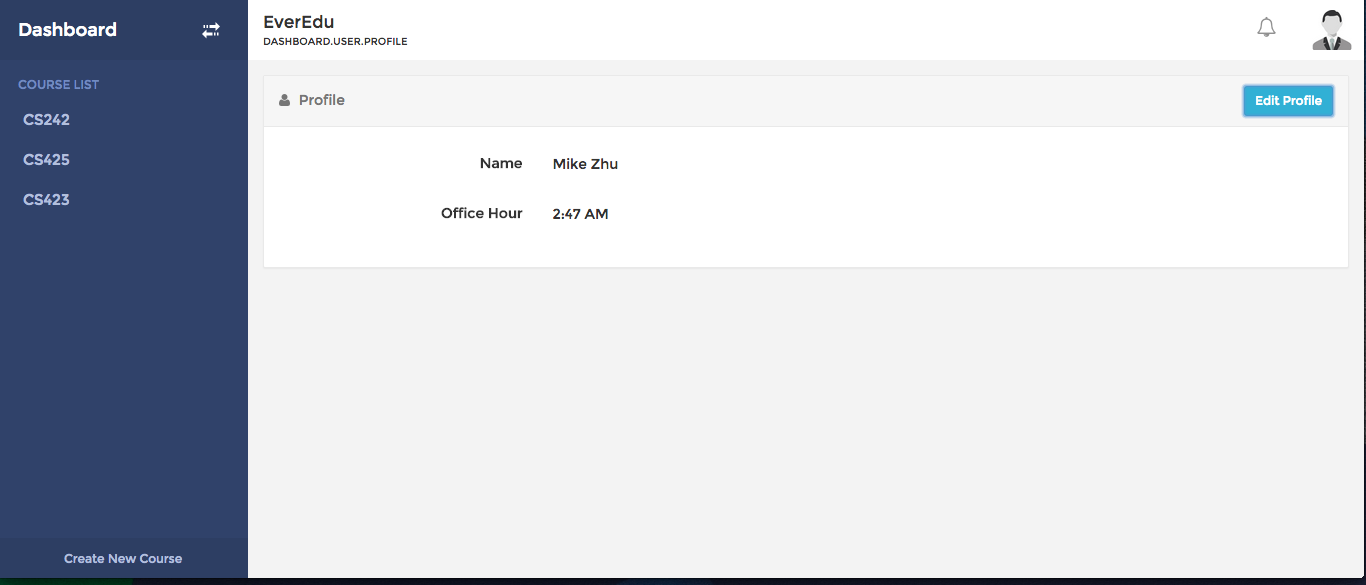 Dashboard
COURSE LIST
CS242
CS425
CS423
Create New Course
EverEdu
DASHBOARD.USER.PROFILE
Profile
Edit Profile
Name Mike Zhu
Office Hour 2:47 AM